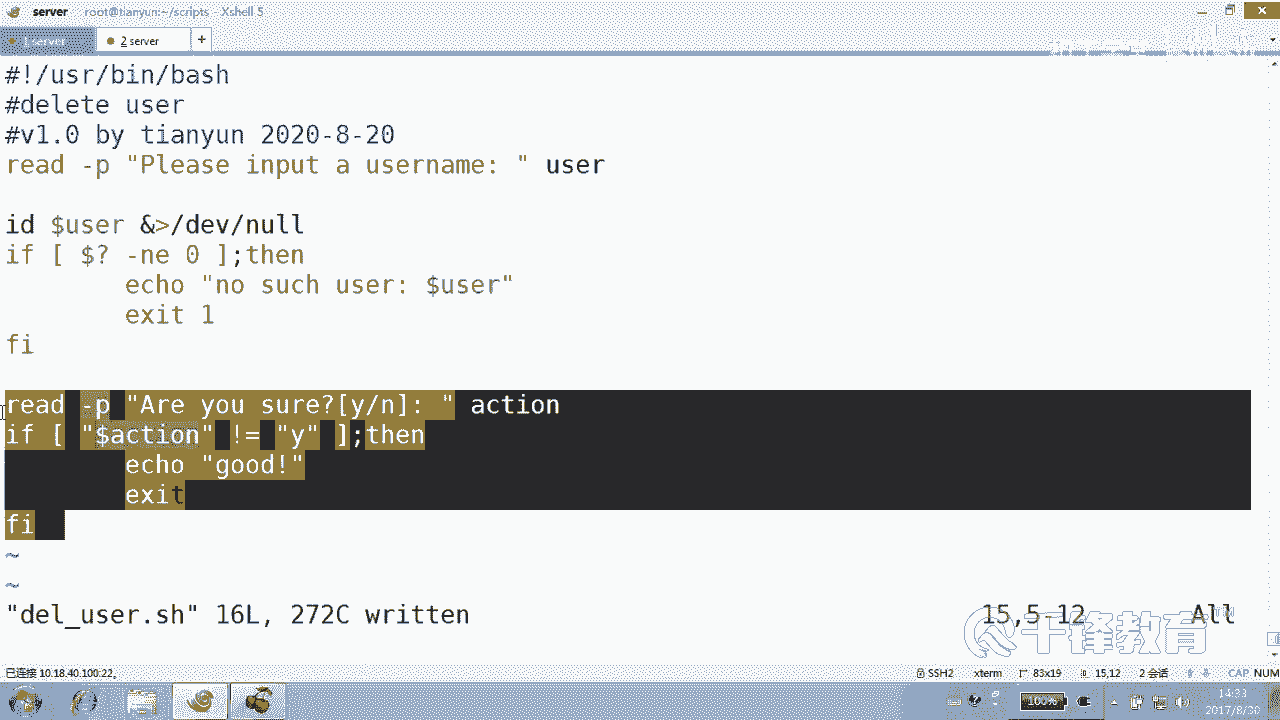 server root@tianyun:~/scripts - Xshell 5
1 server 2 server +
#!/usr/bin/bash
#delete user
#v1.0 by tianyun 2020-8-20
read -p "Please input a username: " user
id $user &>/dev/null
if [ $? -ne 0 ];then
echo "no such user: $user"
exit 1
fi
read -p "Are you sure?[y/n]: " action
if [ "$action" != "y" ];then
echo "good!"
exit
fi
~
~
"del_user.sh" 16L, 272C written 15,5-12 All
千锋教育
已连接 10.18.40.100:22。 SSH2 xterm 83x19 15,12 2 会话 CAP NUM
100% 14:33
2017/8/30